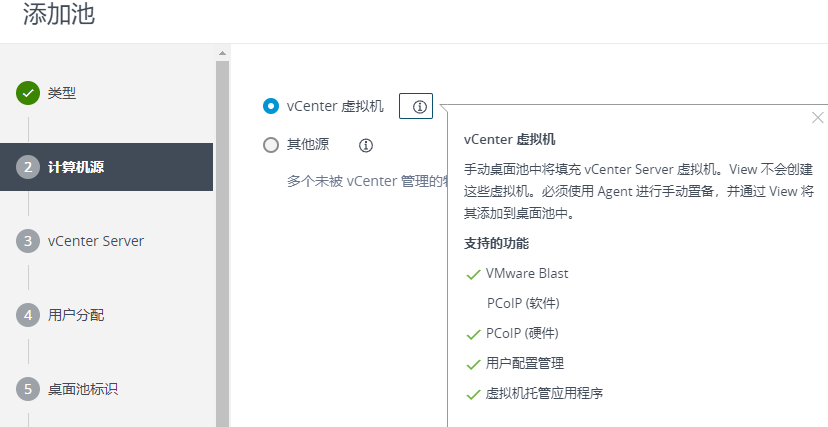 添加池
类型
2 计算机源
3 vCenter Server
4 用户分配
5 桌面池标识
vCenter 虚拟机
其他源
多个未被 vCenter 管理的
vCenter 虚拟机
手动桌面池中将填充 vCenter Server 虚拟机。View 不会创建
这些虚拟机。必须使用 Agent 进行手动置备，并通过 View 将
其添加到桌面池中。
支持的功能
VMware Blast
PCoIP (软件)
PCoIP (硬件)
用户配置管理
虚拟机托管应用程序